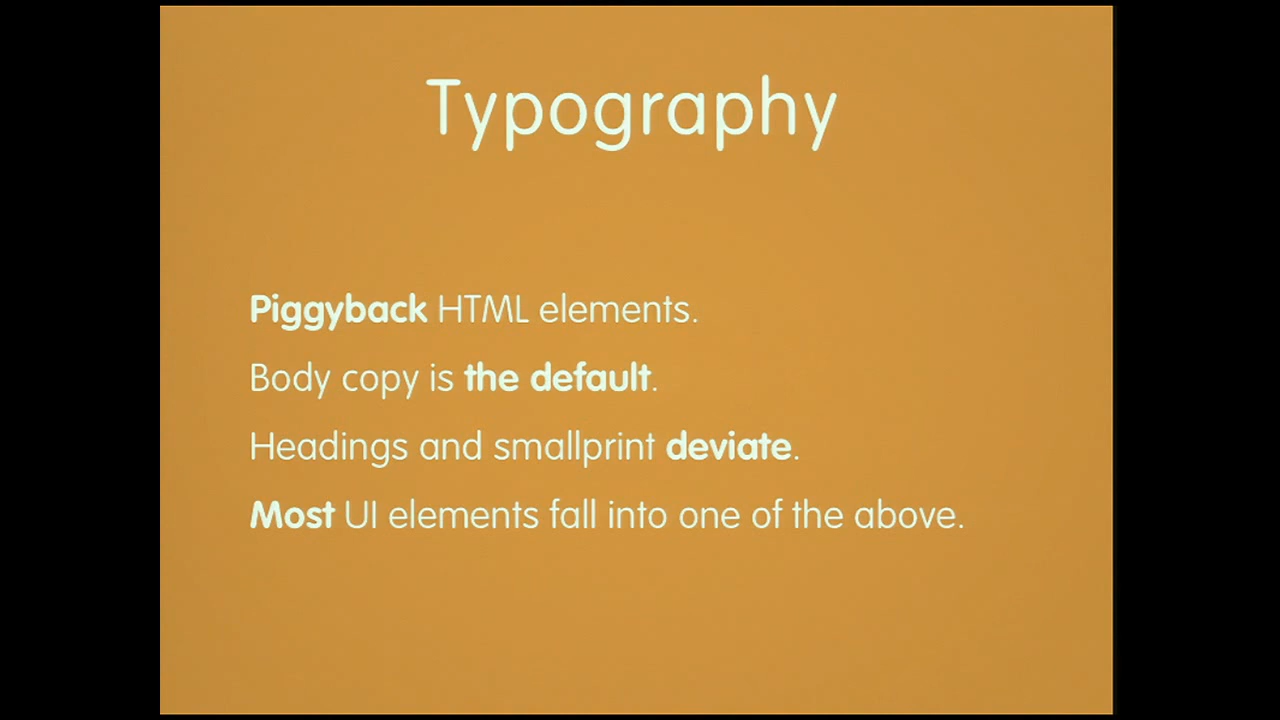 Typography
Piggyback HTML elements.
Body copy is the default.
Headings and smallprint deviate.
Most UI elements fall into one of the above.